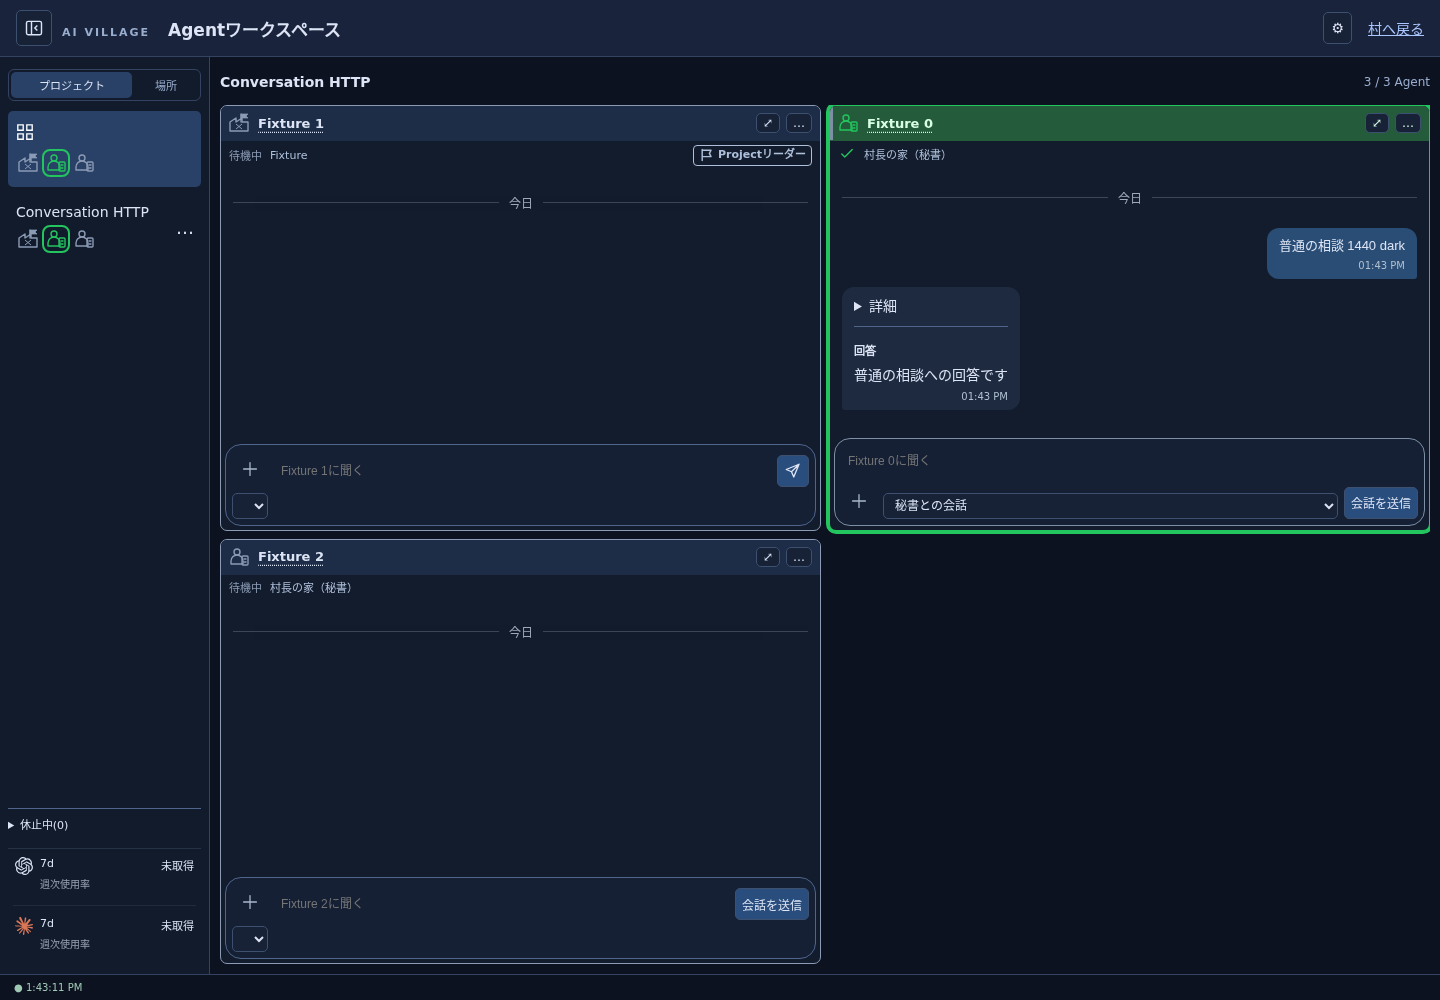 AI VILLAGE Agentワークスペース
村へ戻る
プロジェクト 場所
Conversation HTTP
…
休止中(0)
7d 未取得
週次使用率
7d 未取得
週次使用率
Conversation HTTP
3 / 3 Agent
Fixture 1
…
待機中 Fixture
Projectリーダー
今日
Fixture 1に聞く
Fixture 0
…
村長の家（秘書）
今日
普通の相談 1440 dark
01:43 PM
詳細
回答
普通の相談への回答です
01:43 PM
Fixture 0に聞く
秘書との会話
会話を送信
Fixture 2
…
待機中 村長の家（秘書）
今日
Fixture 2に聞く
会話を送信
1:43:11 PM